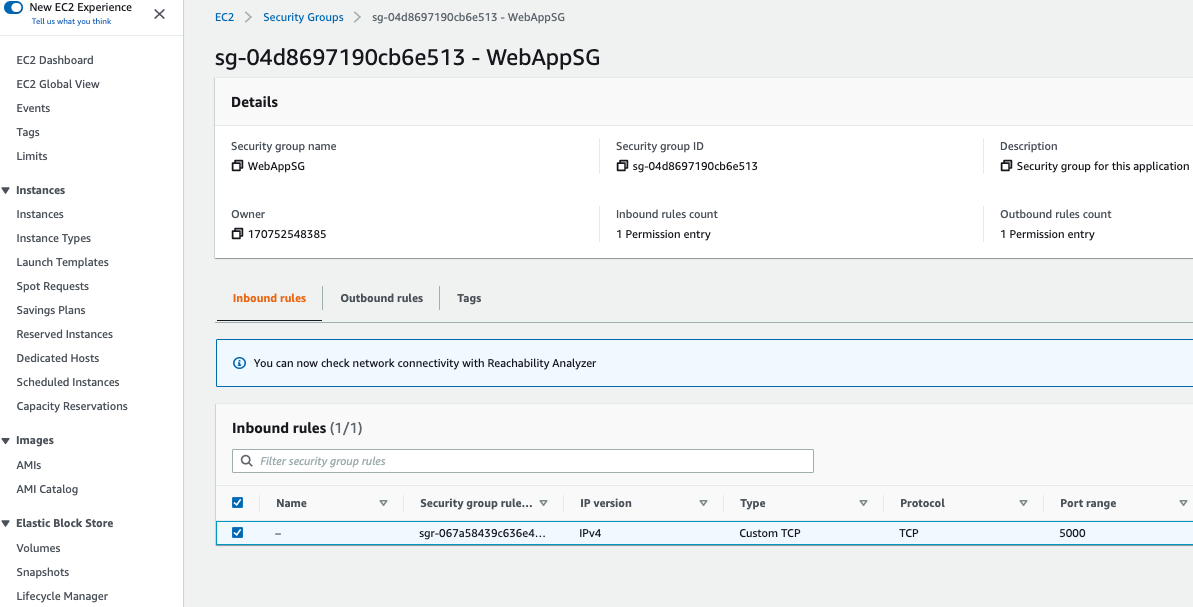 New EC2 Experience
Tell us what you think
EC2 Dashboard
EC2 Global View
Events
Tags
Limits
Instances
Instances
Instance Types
Launch Templates
Spot Requests
Savings Plans
Reserved Instances
Dedicated Hosts
Scheduled Instances
Capacity Reservations
Images
AMIs
AMI Catalog
Elastic Block Store
Volumes
Snapshots
Lifecycle Manager
EC2 > Security Groups > sg-04d8697190cb6e513 - WebAppSG
sg-04d8697190cb6e513 - WebAppSG
Details
Security group name
WebAppSG
Security group ID
sg-04d8697190cb6e513
Description
Security group for this application
Owner
170752548385
Inbound rules count
1 Permission entry
Outbound rules count
1 Permission entry
Inbound rules Outbound rules Tags
You can now check network connectivity with Reachability Analyzer
Inbound rules (1/1)
Filter security group rules
Name Security group rule... IP version Type Protocol Port range
– sgr-067a58439c636e4... IPv4 Custom TCP TCP 5000